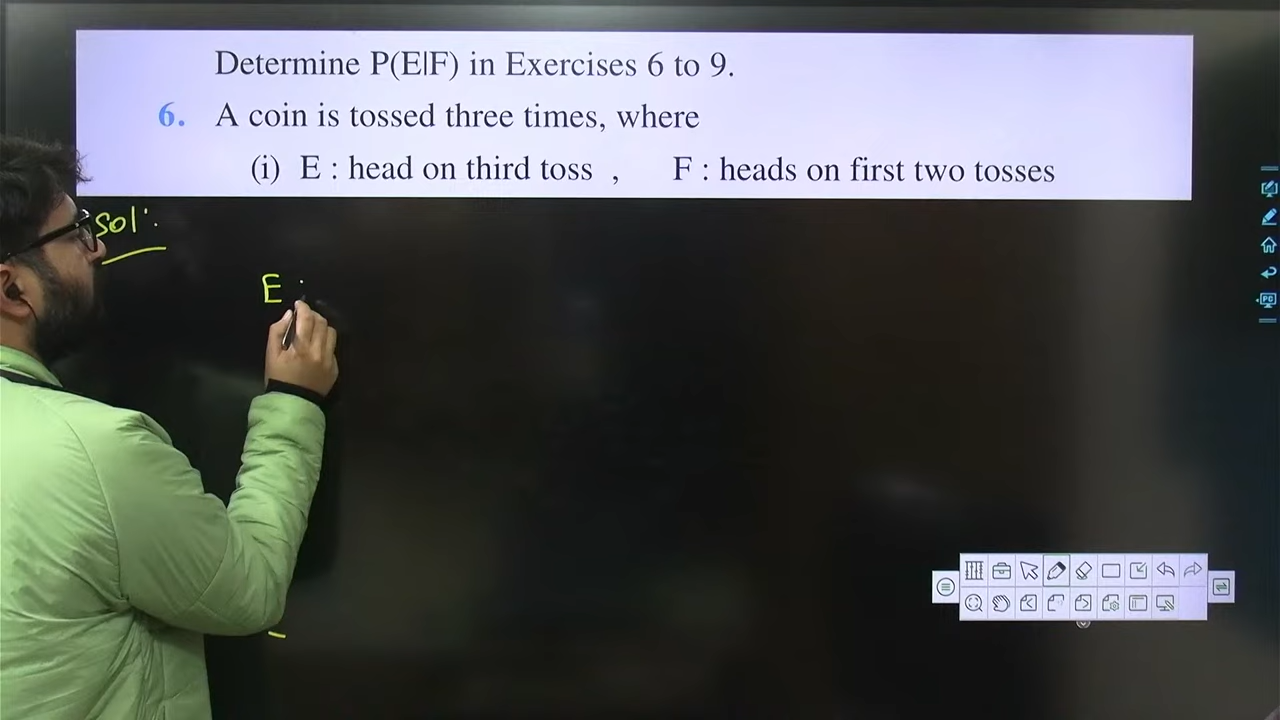 Determine P(E|F) in Exercises 6 to 9.
6. A coin is tossed three times, where
(i) E : head on third toss , F : heads on first two tosses
Sol:
E :
PC